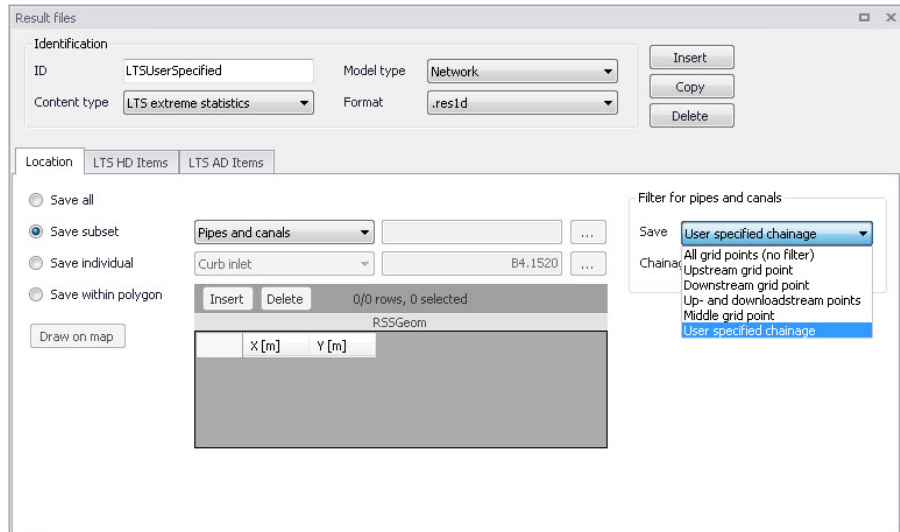 Result files
Identification
ID LTSUserSpecified Model type Network Insert
Content type LTS extreme statistics Format .res1d Copy
Delete
Location LTS HD Items LTS AD Items
Save all Filter for pipes and canals
Save subset Pipes and canals ... Save User specified chainage
Save individual Curb inlet B4.1520 ...
All grid points (no filter)
Upstream grid point
Downstream grid point
Up- and downloadstream points
Middle grid point
User specified chainage
Save within polygon Insert Delete 0/0 rows, 0 selected
Draw on map RSSGeom
X [m] Y [m]